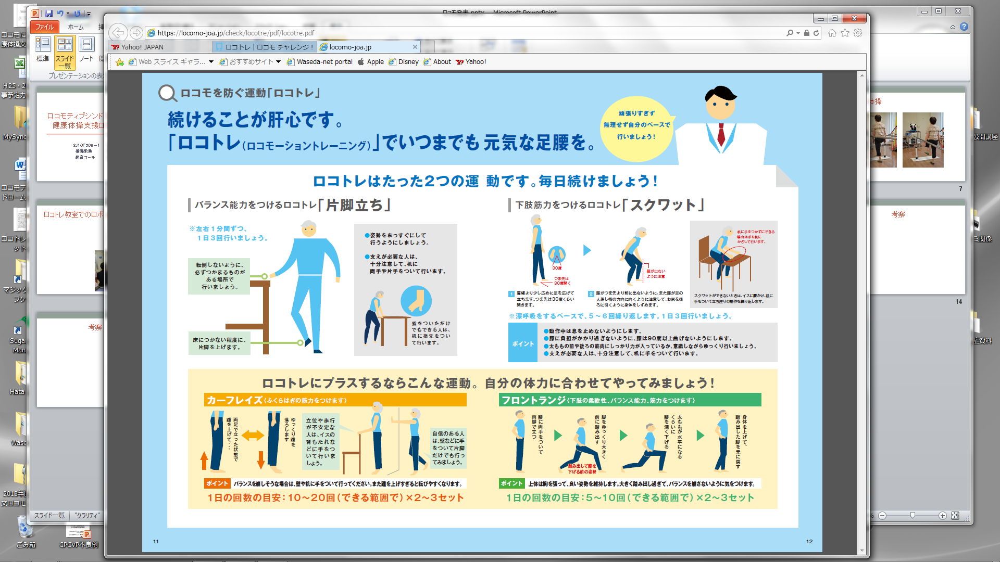 ロコモ発表.pptx - Microsoft PowerPoint
ファイル
ホーム
標準
スライド
一覧
ノート
https://locomo-joa.jp/check/locotre/pdf/locotre.pdf
Yahoo! JAPAN
ロコトレ | ロコモ チャレンジ！
locomo-joa.jp
Web スライス ギャラ...
おすすめサイト
Waseda-net portal
Apple
Disney
About
Yahoo!
ロコモを防ぐ運動「ロコトレ」
続けることが肝心です。
「ロコトレ（ロコモーショントレーニング）」でいつまでも元気な足腰を。
頑張りすぎず
無理せず自分のペースで
行いましょう！
ロコトレはたった2つの運 動です。毎日続けましょう！
バランス能力をつけるロコトレ「片脚立ち」
※左右１分間ずつ、
１日３回行いましょう。
転倒しないように、
必ずつかまるものが
ある場所で
行いましょう。
床につかない程度に、
片脚を上げます。
●姿勢をまっすぐにして
行うようにしましょう。
●支えが必要な人は、
十分注意して、机に
両手や片手をついて行います。
指をついただけ
でもできる人は、
机に指先をつい
て行います。
下肢筋力をつけるロコトレ「スクワット」
30度
つま先は
30度開く
膝が出ない
ように注意
机に手をつかずにできる
場合は手を机に
かざして行います。
1 肩幅より少し広めに足を広げて
立ちます。つま先は30度くらい
開きます。
2 膝がつま先より前に出ないように、また膝が足の
人差し指の方向に向くように注意して、お尻を後
ろに引くように身体をしずめます。
スクワットができないときは、イスに腰かけ、机に
手をついて立ち座りの動作を繰り返します。
※深呼吸をするペースで、５～６回繰り返します。１日３回行いましょう。
ポイント
●動作中は息を止めないようにします。
●膝に負担がかかり過ぎないように、膝は90度以上曲げないようにします。
●太ももの前や後ろの筋肉にしっかり力が入っているか、意識しながらゆっくり行いましょう。
●支えが必要な人は、十分注意して、机に手をついて行います。
ロコトレにプラスするならこんな運動。自分の体力に合わせてやってみましょう！
カーフレイズ〈ふくらはぎの筋力をつけます〉
両足で立った状態で
踵を上げて・・・
ゆっくり踵を
落ろします
立位や歩行
が不安定な
人は、イスの
背もたれな
どに手をつ
いて行いま
しょう。
自信のある人
は、壁などに手
をついて片脚
だけでも行っ
てみましょう。
ポイント バランスを崩しそうな場合は、壁や机に手をついて行ってください。また踵を上げすぎると転びやすくなります。
1日の回数の目安：10～20回（できる範囲で）×2～3セット
フロントランジ〈下肢の柔軟性、バランス能力、筋力をつけます〉
腰に両手をついて
両脚で立つ
脚をゆっくり大きく
前に踏み出す
踏み出して腰を
下げる前の姿勢
太ももが水平になる
くらいに
腰を深く下げる
身体を上げて、
踏み出した脚を元に戻す
ポイント 上体は胸を張って、良い姿勢を維持します。大きく踏み出し過ぎて、バランスを崩さないように気をつけます。
1日の回数の目安：5～10回（できる範囲で）×2～3セット
11
12
プレゼンテーションの表
ロコモティブシンド
健康体操支援ロ
指導教員
教育コーチ
ロコトレ教室でのロボ
考察
体操
7
考察
14
スライド一覧
"クラリティ"
MySync
マジック
フケ
Sugar
Man
Hata
Wase
2013年度
文ロコモ
ごみ箱
CPCVP不良例
公開講座
ミ関係
症資料